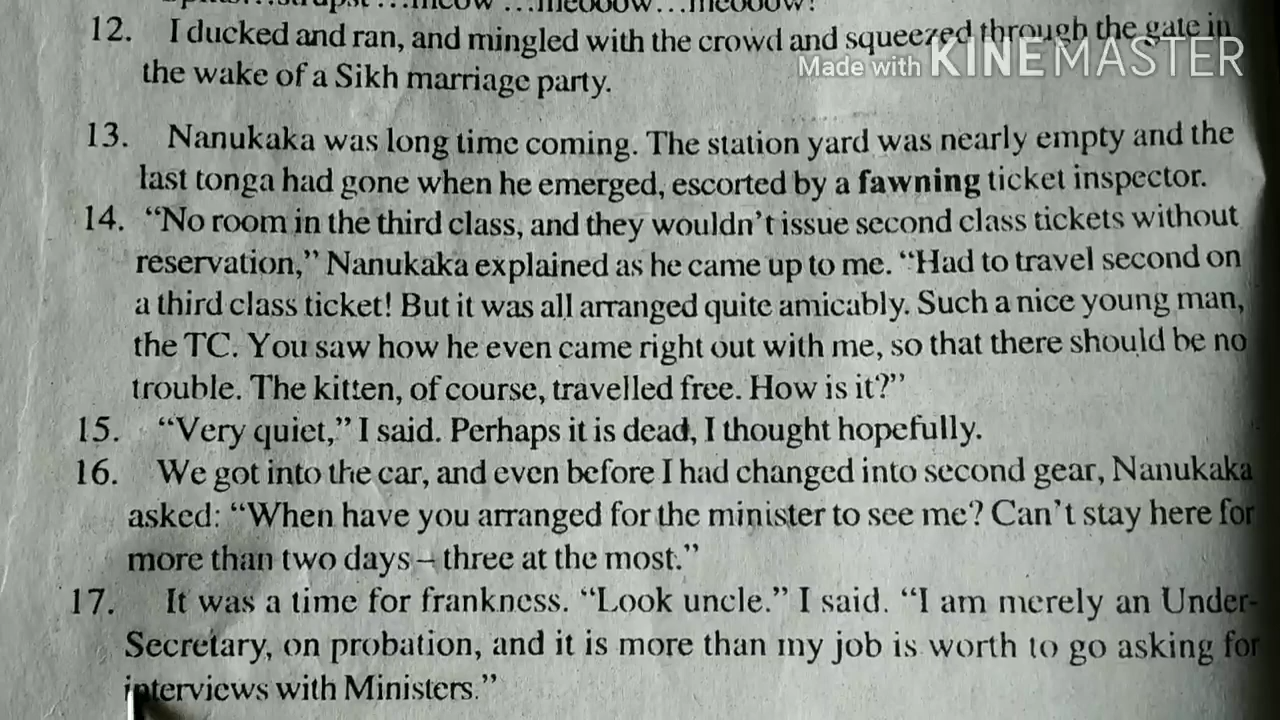 12. I ducked and ran, and mingled with the crowd and squeezed through the gate in
the wake of a Sikh marriage party.
Made with KINEMASTER
13. Nanukaka was long time coming. The station yard was nearly empty and the
last tonga had gone when he emerged, escorted by a fawning ticket inspector.
14. “No room in the third class, and they wouldn’t issue second class tickets without
reservation,” Nanukaka explained as he came up to me. “Had to travel second on
a third class ticket! But it was all arranged quite amicably. Such a nice young man,
the TC. You saw how he even came right out with me, so that there should be no
trouble. The kitten, of course, travelled free. How is it?”
15. “Very quiet,” I said. Perhaps it is dead, I thought hopefully.
16. We got into the car, and even before I had changed into second gear, Nanukaka
asked: “When have you arranged for the minister to see me? Can’t stay here for
more than two days – three at the most.”
17. It was a time for frankness. “Look uncle.” I said. “I am merely an Under-
Secretary, on probation, and it is more than my job is worth to go asking for
interviews with Ministers.”